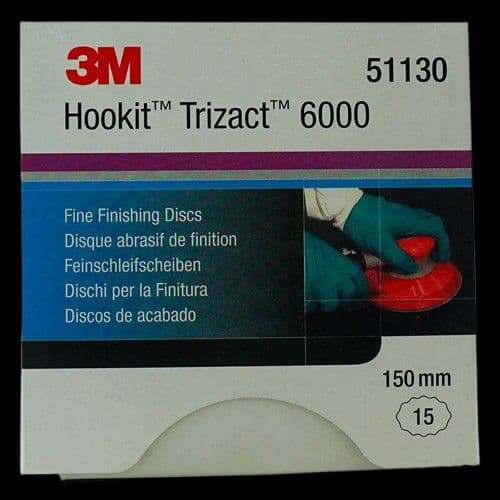 3M
51130
Hookit™ Trizact™ 6000
Fine Finishing Discs
Disque abrasif de finition
Feinschleifscheiben
Dischi per la Finitura
Discos de acabado
150 mm
15